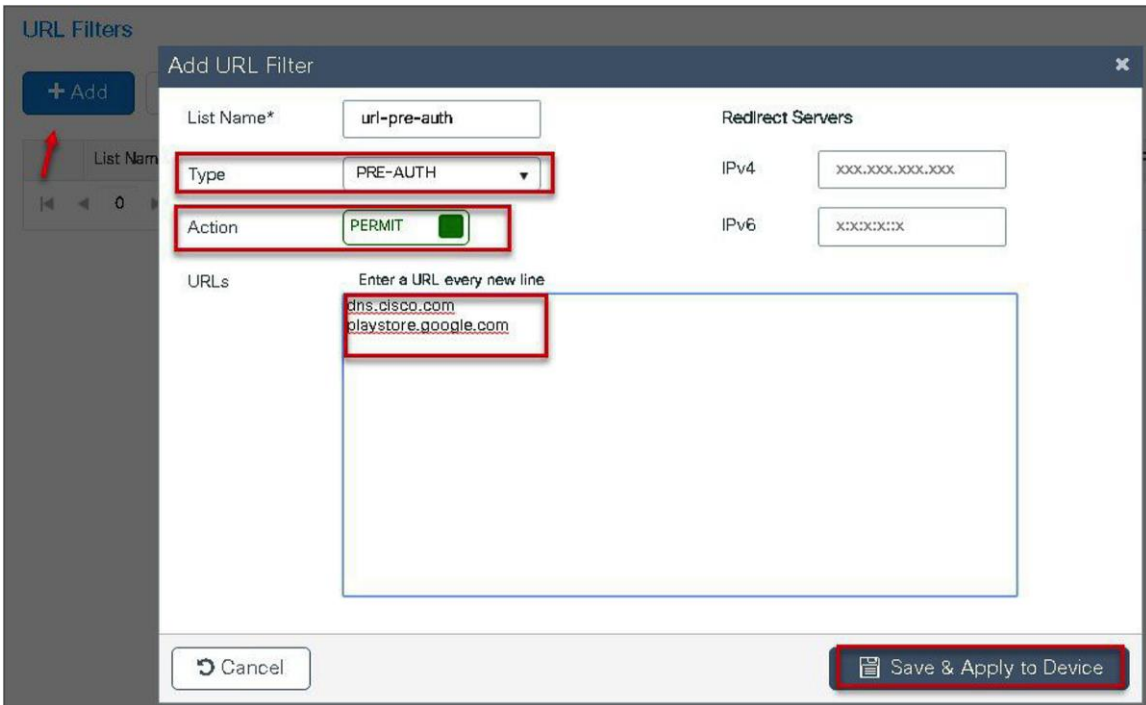 URL Filters
Add URL Filter
+ Add
List Name* url-pre-auth Redirect Servers
List Nam
Type PRE-AUTH IPv4 xxx.xxx.xxx.xxx
0
Action PERMIT IPv6 x:x:x:x::x
URLs Enter a URL every new line
dns.cisco.com
playstore.google.com
Cancel Save & Apply to Device